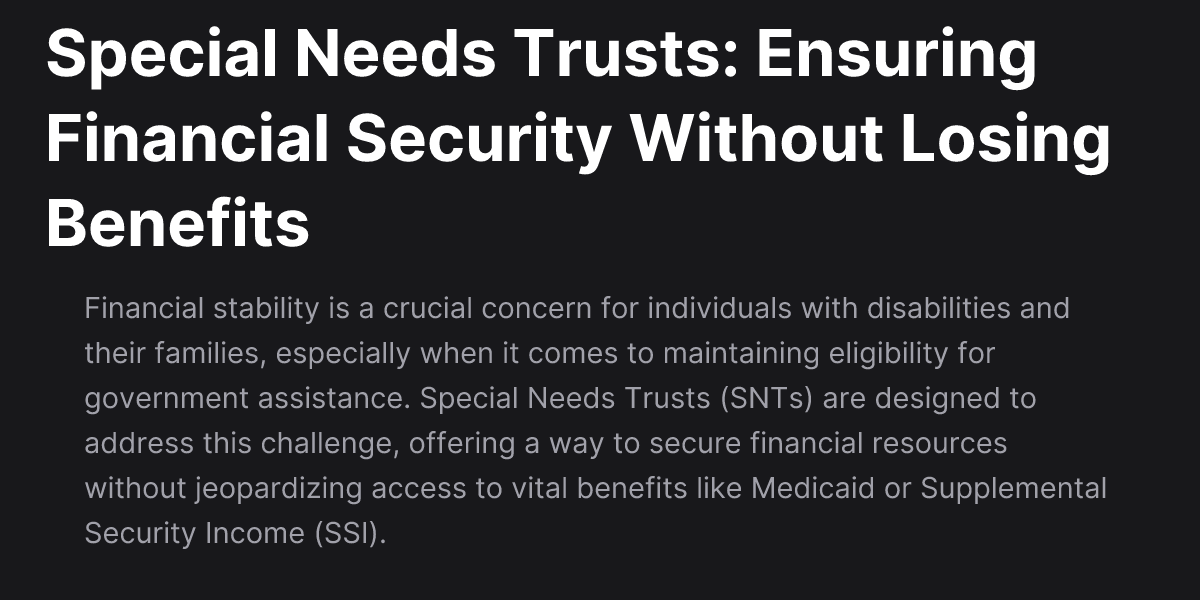 Special Needs Trusts: Ensuring
Financial Security Without Losing
Benefits
Financial stability is a crucial concern for individuals with disabilities and
their families, especially when it comes to maintaining eligibility for
government assistance. Special Needs Trusts (SNTs) are designed to
address this challenge, offering a way to secure financial resources
without jeopardizing access to vital benefits like Medicaid or Supplemental
Security Income (SSI).